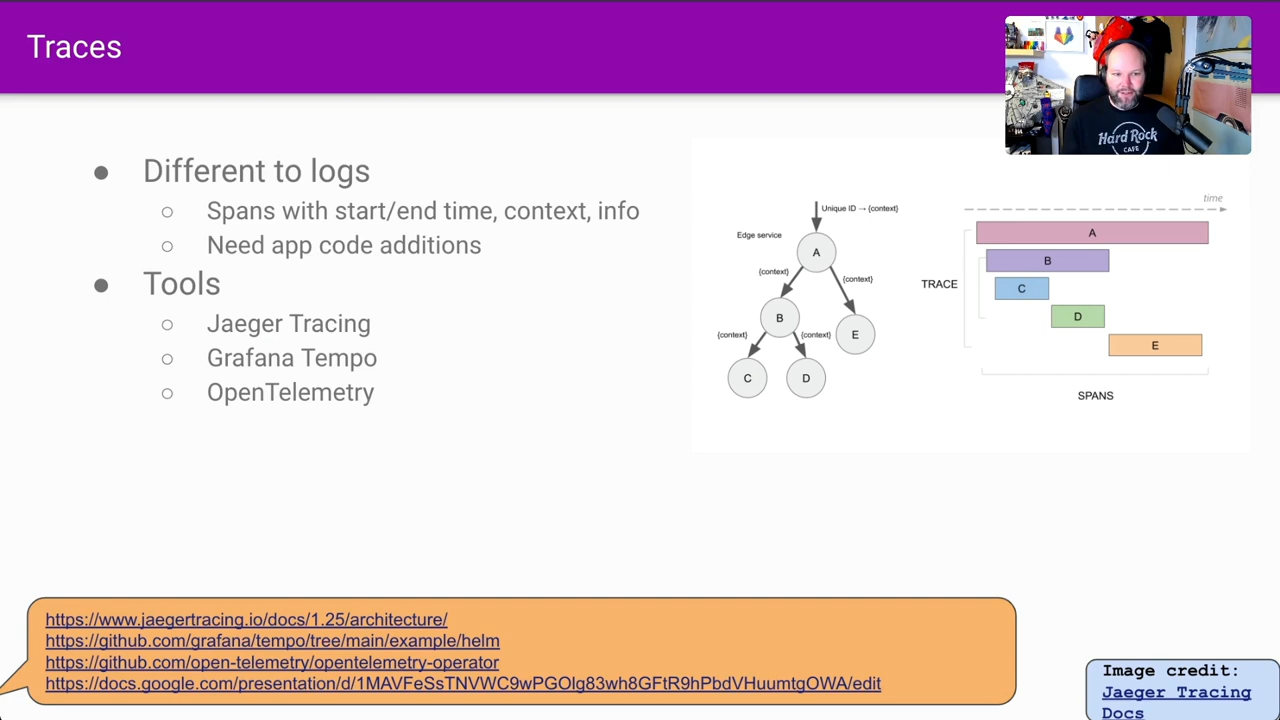 Traces
Hard Rock
CAFE
Different to logs
Spans with start/end time, context, info
Need app code additions
Tools
Jaeger Tracing
Grafana Tempo
OpenTelemetry
Unique ID → {context}
Edge service
A
{context}
{context}
B
E
{context}
{context}
C
D
time
A
B
TRACE
C
D
E
SPANS
https://www.jaegertracing.io/docs/1.25/architecture/
https://github.com/grafana/tempo/tree/main/example/helm
https://github.com/open-telemetry/opentelemetry-operator
https://docs.google.com/presentation/d/1MAVFeSsTNVWC9wPGOlg83wh8GFtR9hPbdVHuumtgOWA/edit
Image credit:
Jaeger Tracing
Docs